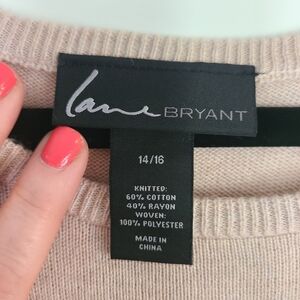 Lane BRYANT
14/16
KNITTED:
60% COTTON
40% RAYON
WOVEN:
100% POLYESTER
MADE IN
CHINA